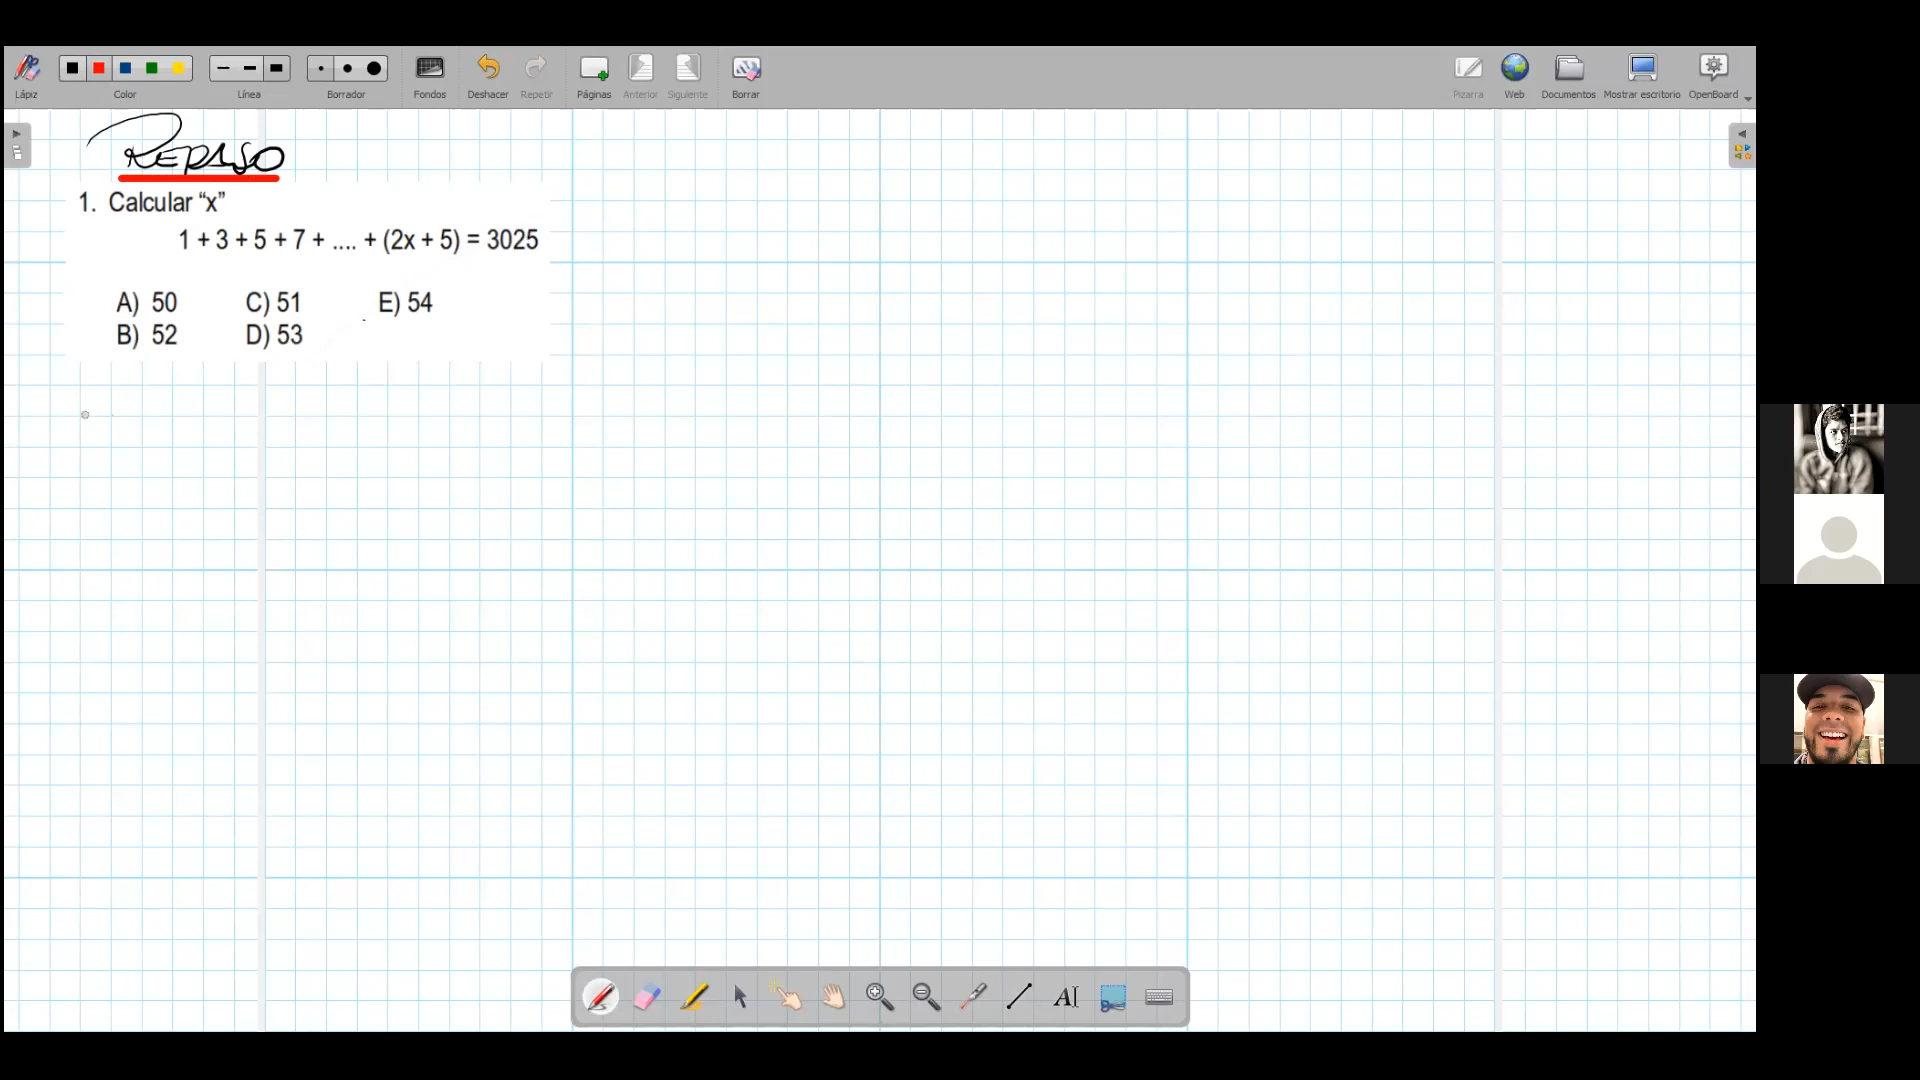 Lápiz Color Línea Borrador Fondos Deshacer Repetir Páginas Anterior Siguiente Borrar Pizarra Web Documentos Mostrar escritorio OpenBoard
REPASO
1. Calcular “x”
1 + 3 + 5 + 7 + .... + (2x + 5) = 3025
A) 50 C) 51 E) 54
B) 52 D) 53
AI